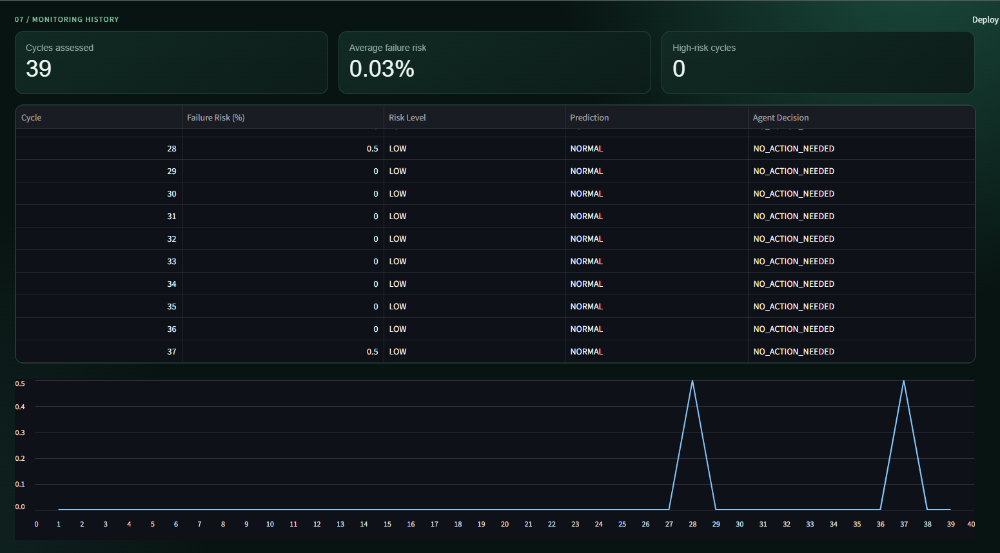 07 / MONITORING HISTORY
Deploy
Cycles assessed
39
Average failure risk
0.03%
High-risk cycles
0
Cycle Failure Risk (%) Risk Level Prediction Agent Decision
28 0.5 LOW NORMAL NO_ACTION_NEEDED
29 0 LOW NORMAL NO_ACTION_NEEDED
30 0 LOW NORMAL NO_ACTION_NEEDED
31 0 LOW NORMAL NO_ACTION_NEEDED
32 0 LOW NORMAL NO_ACTION_NEEDED
33 0 LOW NORMAL NO_ACTION_NEEDED
34 0 LOW NORMAL NO_ACTION_NEEDED
35 0 LOW NORMAL NO_ACTION_NEEDED
36 0 LOW NORMAL NO_ACTION_NEEDED
37 0.5 LOW NORMAL NO_ACTION_NEEDED
0.5
0.4
0.3
0.2
0.1
0.0
0 1 2 3 4 5 6 7 8 9 10 11 12 13 14 15 16 17 18 19 20 21 22 23 24 25 26 27 28 29 30 31 32 33 34 35 36 37 38 39 40